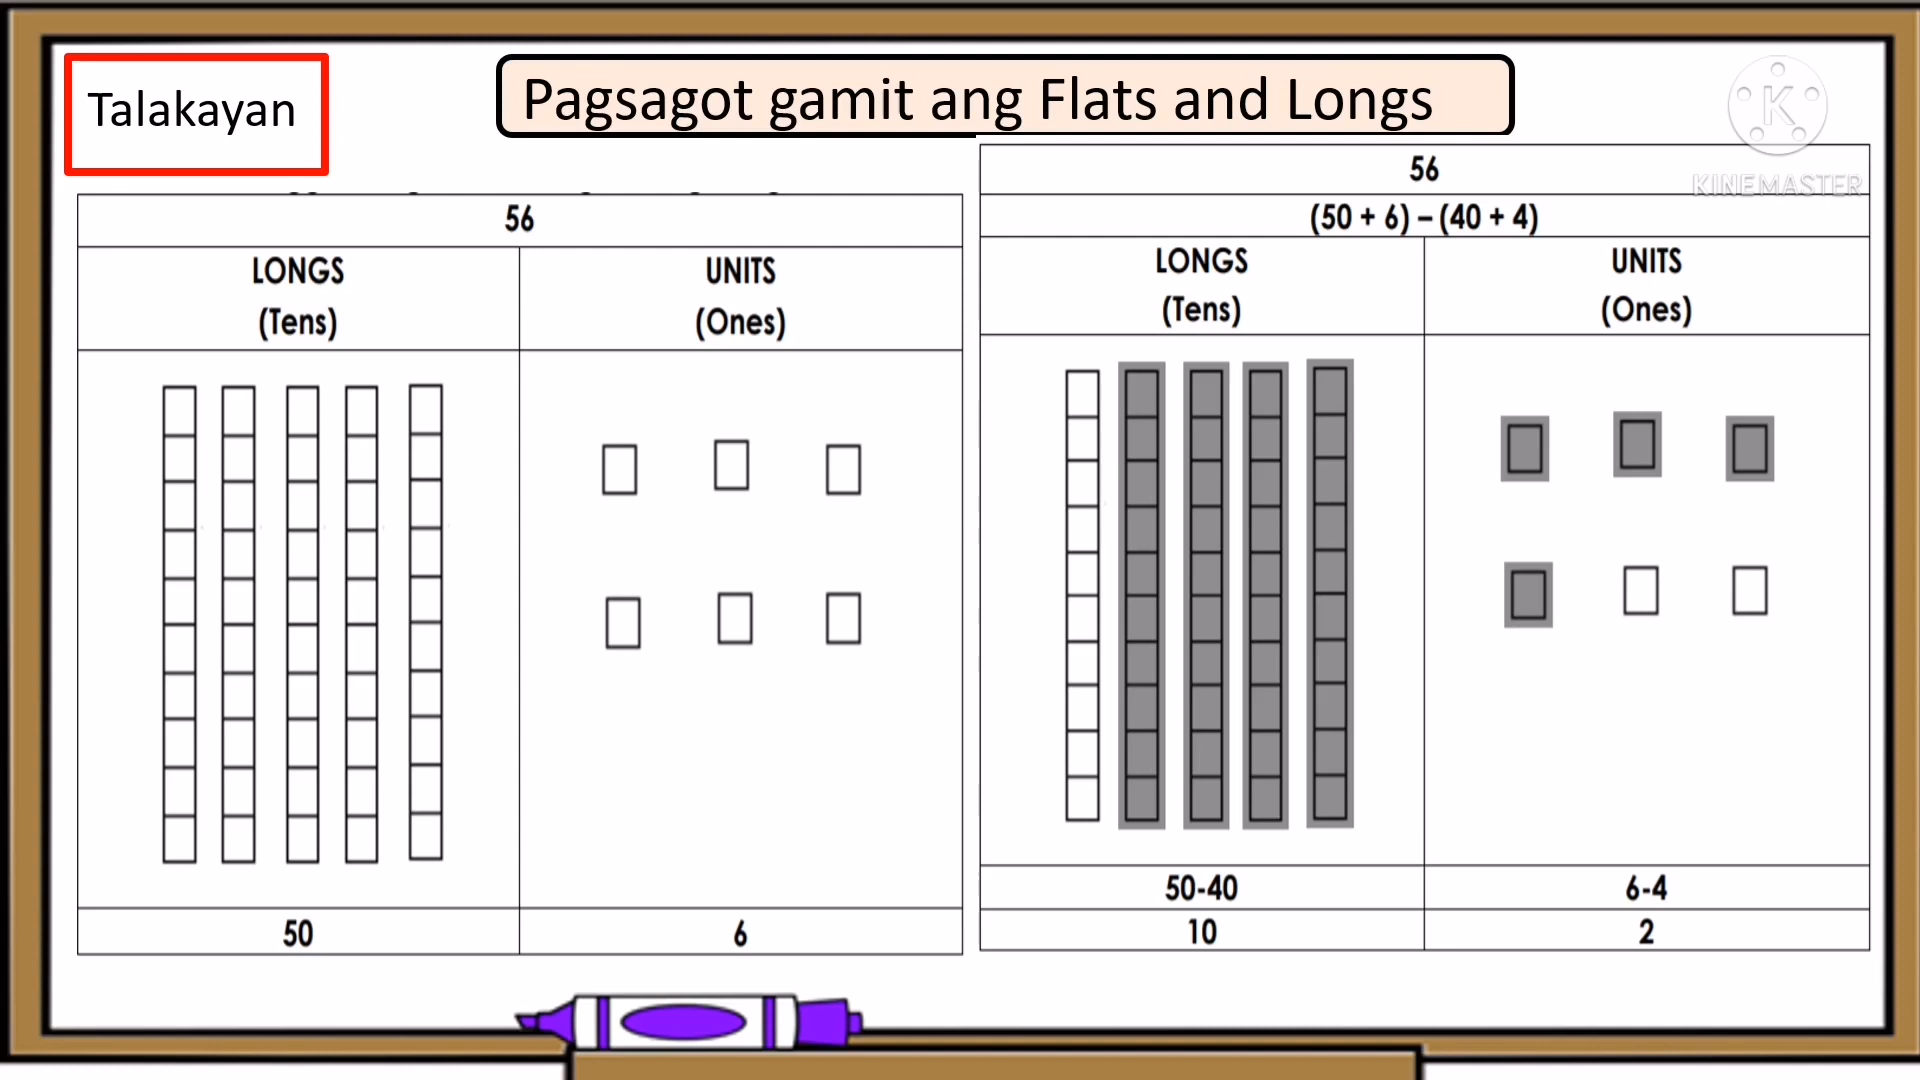 Talakayan
Pagsagot gamit ang Flats and Longs
K
KINEMASTER
56
LONGS
(Tens)
UNITS
(Ones)
50
6
56
(50 + 6) – (40 + 4)
LONGS
(Tens)
UNITS
(Ones)
50-40
6-4
10
2